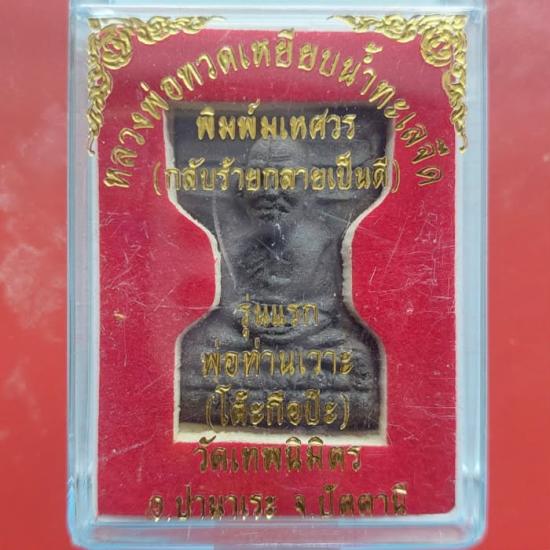 หลวงพ่อทวดเหยียบน้ำทะเลจืด
พิมพ์มเหศวร
(กลับร้ายกลายเป็นดี)
รุ่นแรก
พ่อท่านเวาะ
(โต๊ะกือป๊ะ)
วัดเทพนิมิตร
อ.ปานาเระ จ.ปัตตานี